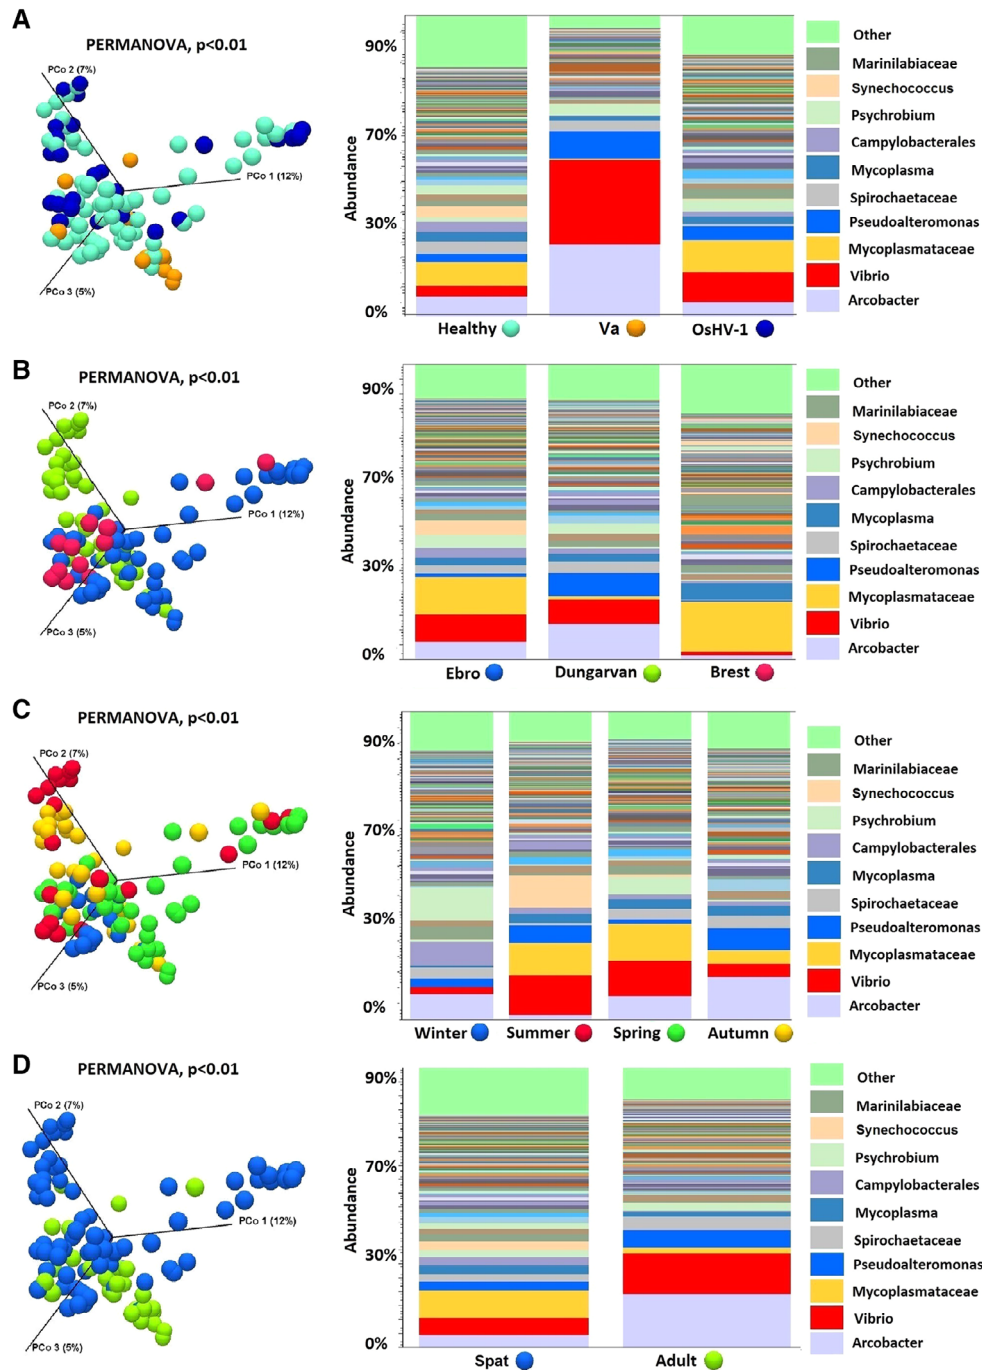 A
PERMANOVA, p<0.01
PCo 2 (7%)
PCo 1 (12%)
PCo 3 (5%)
Abundance
90%
70%
30%
0%
Healthy
Va
OsHV-1
Other
Marinilabiaceae
Synechococcus
Psychrobium
Campylobacterales
Mycoplasma
Spirochaetaceae
Pseudoalteromonas
Mycoplasmataceae
Vibrio
Arcobacter
B
PERMANOVA, p<0.01
PCo 2 (7%)
PCo 1 (12%)
PCo 3 (5%)
Abundance
90%
70%
30%
0%
Ebro
Dungarvan
Brest
Other
Marinilabiaceae
Synechococcus
Psychrobium
Campylobacterales
Mycoplasma
Spirochaetaceae
Pseudoalteromonas
Mycoplasmataceae
Vibrio
Arcobacter
C
PERMANOVA, p<0.01
PCo 2 (7%)
PCo 1 (12%)
PCo 3 (5%)
Abundance
90%
70%
30%
0%
Winter
Summer
Spring
Autumn
Other
Marinilabiaceae
Synechococcus
Psychrobium
Campylobacterales
Mycoplasma
Spirochaetaceae
Pseudoalteromonas
Mycoplasmataceae
Vibrio
Arcobacter
D
PERMANOVA, p<0.01
PCo 2 (7%)
PCo 1 (12%)
PCo 3 (5%)
Abundance
90%
70%
30%
0%
Spat
Adult
Other
Marinilabiaceae
Synechococcus
Psychrobium
Campylobacterales
Mycoplasma
Spirochaetaceae
Pseudoalteromonas
Mycoplasmataceae
Vibrio
Arcobacter